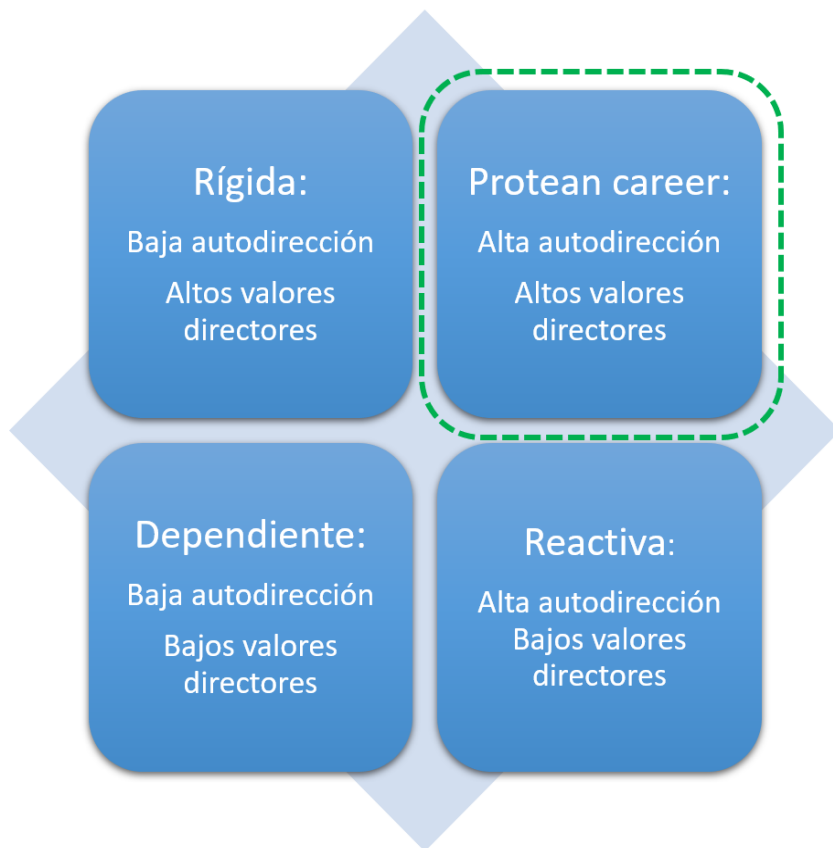 Rígida:
Baja autodirección
Altos valores
directores
Protean career:
Alta autodirección
Altos valores
directores
Dependiente:
Baja autodirección
Bajos valores
directores
Reactiva:
Alta autodirección
Bajos valores
directores